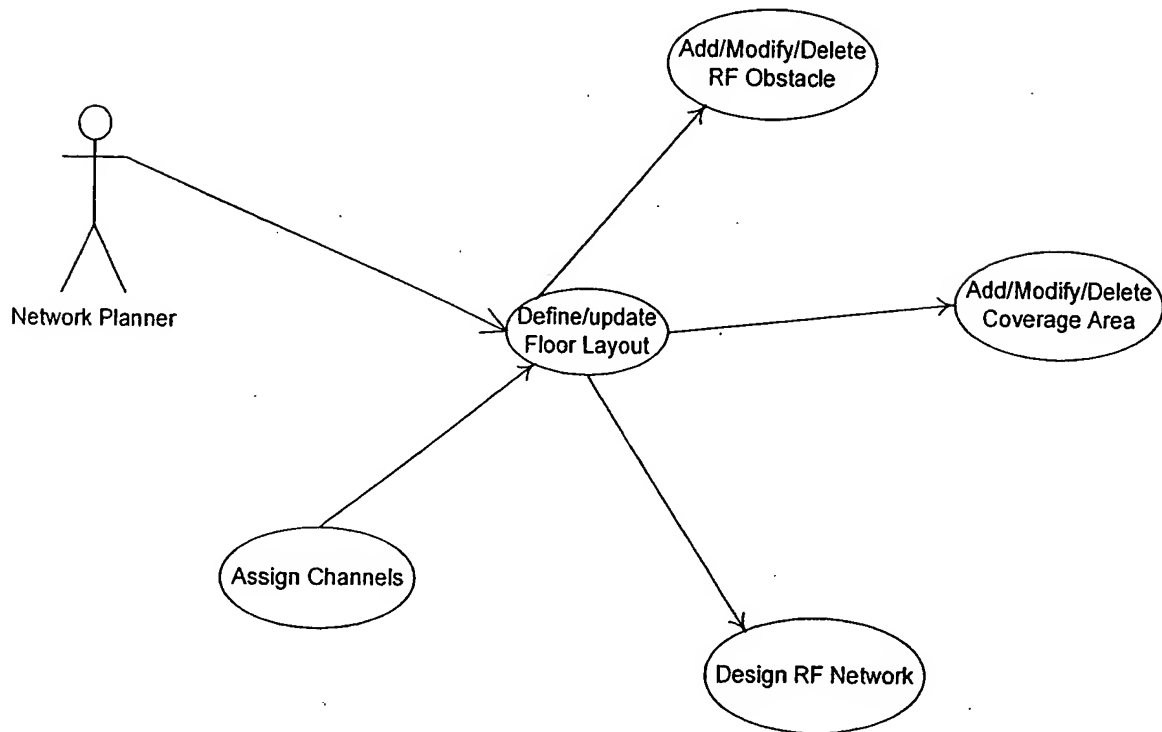 Add/Modify/Delete
RF Obstacle
Network Planner
Define/update
Floor Layout
Add/Modify/Delete
Coverage Area
Assign Channels
Design RF Network